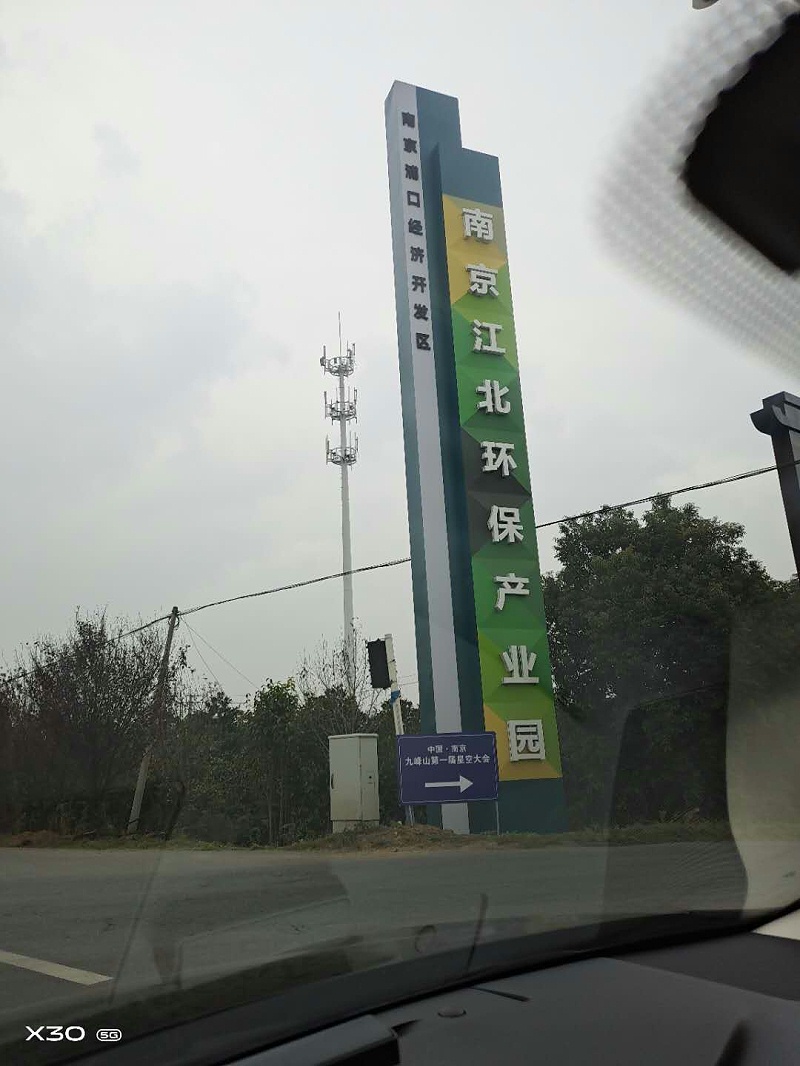 南京浦口经济开发区
南京江北环保产业园
中国·南京
九峰山第一届星空大会
X30 5G